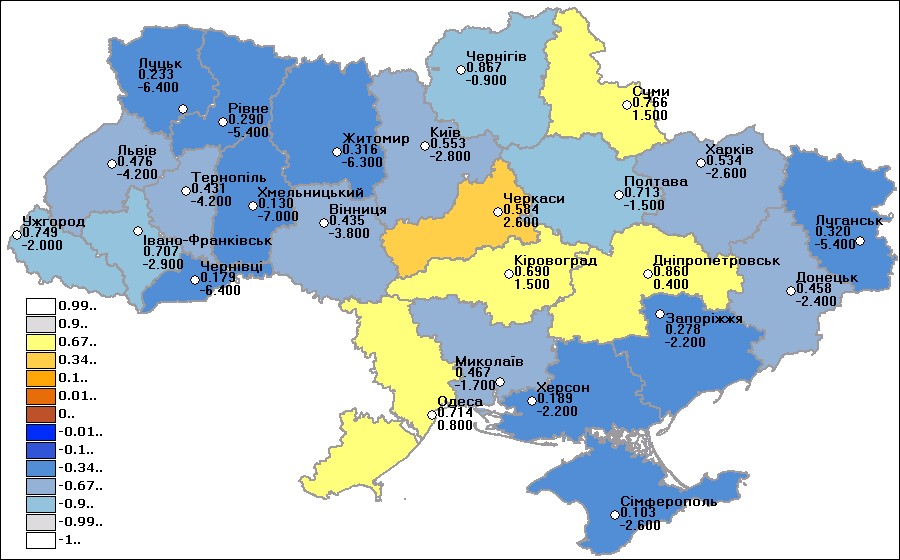 Чернігів
0.867
-0.900
Луцьк
0.233
-6.400
Суми
0.766
1.500
Рівне
0.290
-5.400
Житомир
0.316
-6.300
Київ
0.553
-2.800
Харків
0.534
-2.600
Львів
0.476
-4.200
Тернопіль
0.431
-4.200
Хмельницький
0.130
-7.000
Полтава
0.713
-1.500
Черкаси
0.584
2.600
Вінниця
0.435
-3.800
Ужгород
0.749
-2.000
Луганськ
0.320
-5.400
Івано-Франківськ
0.707
-2.900
Чернівці
0.179
-6.400
Кіровоград
0.690
1.500
Дніпропетровськ
0.860
0.400
Донецьк
0.458
-2.400
Запоріжжя
0.278
-2.200
Миколаїв
0.467
-1.700
Херсон
0.189
-2.200
Одеса
0.714
0.800
Сімферополь
0.103
-2.600
0.99..
0.9..
0.67..
0.34..
0.1..
0.01..
0..
-0.01..
-0.1..
-0.34..
-0.67..
-0.9..
-0.99..
-1..